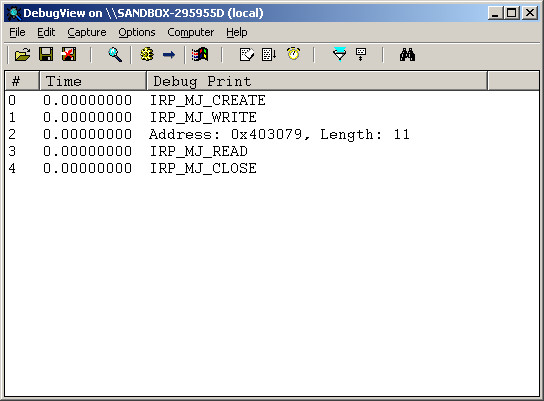 DebugView on \\SANDBOX-295955D (local)
File Edit Capture Options Computer Help
# Time Debug Print
0 0.00000000 IRP_MJ_CREATE
1 0.00000000 IRP_MJ_WRITE
2 0.00000000 Address: 0x403079, Length: 11
3 0.00000000 IRP_MJ_READ
4 0.00000000 IRP_MJ_CLOSE